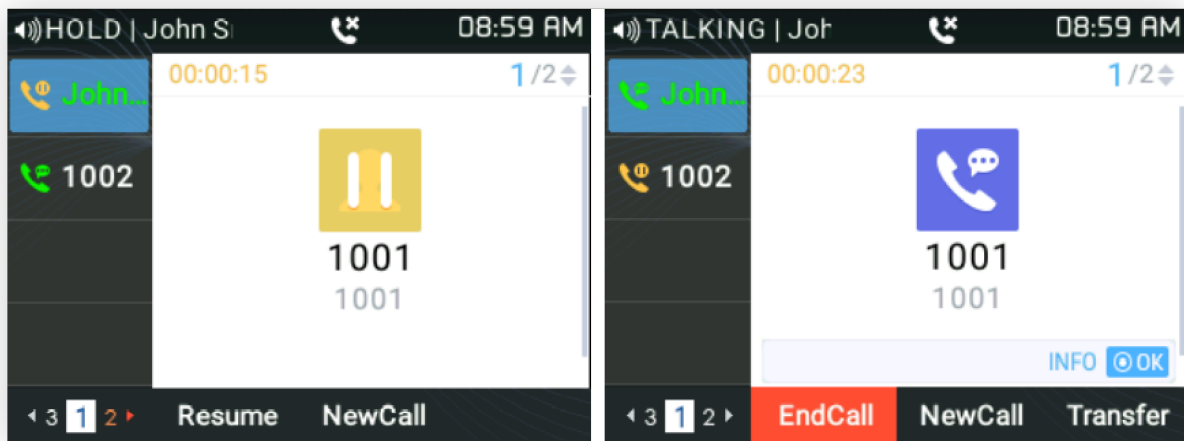 HOLD | John S
08:59 AM
John...
00:00:15
1/2
1002
1001
1001
3 1 2
Resume
NewCall
TALKING | Joh
08:59 AM
John...
00:00:23
1/2
1002
1001
1001
INFO OK
3 1 2
EndCall
NewCall
Transfer